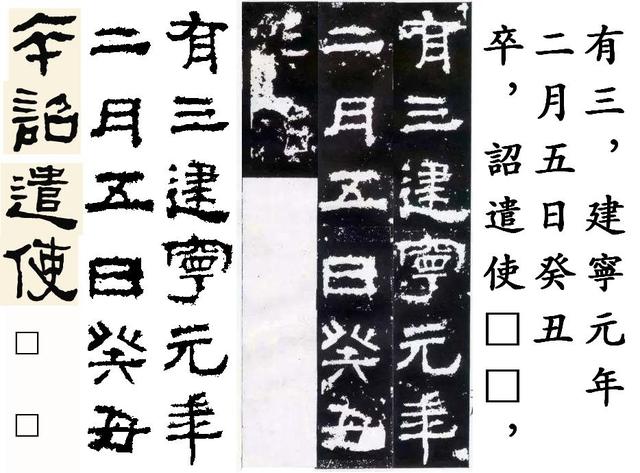 有三，建寧元年
二月五日癸丑
卒，詔遣使□□，
有三建寧元年
二月五日癸丑
有三建寧元年
二月五日癸丑
卒詔遣使□□